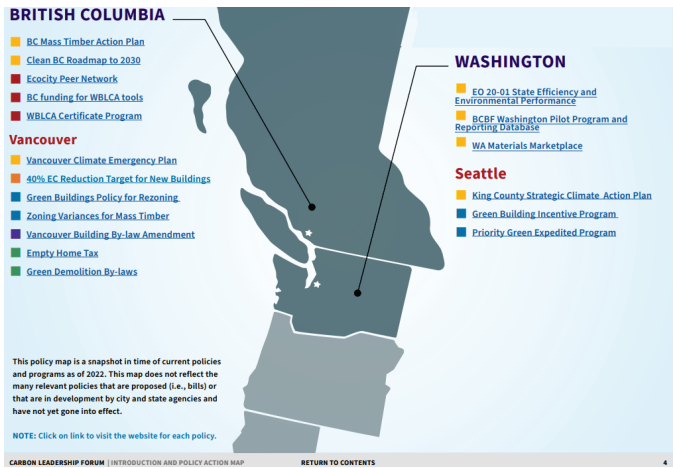 BRITISH COLUMBIA
BC Mass Timber Action Plan
Clean BC Roadmap to 2030
Ecocity Peer Network
BC funding for WBLCA tools
WBLCA Certificate Program
Vancouver
Vancouver Climate Emergency Plan
40% EC Reduction Target for New Buildings
Green Buildings Policy for Rezoning
Zoning Variances for Mass Timber
Vancouver Building By-law Amendment
Empty Home Tax
Green Demolition By-laws
WASHINGTON
EO 20-01 State Efficiency and
Environmental Performance
BCBF Washington Pilot Program and
Reporting Database
WA Materials Marketplace
Seattle
King County Strategic Climate Action Plan
Green Building Incentive Program
Priority Green Expedited Program
This policy map is a snapshot in time of current policies
and programs as of 2022. This map does not reflect the
many relevant policies that are proposed (i.e., bills) or
that are in development by city and state agencies and
have not yet gone into effect.
NOTE: Click on link to visit the website for each policy.
CARBON LEADERSHIP FORUM | INTRODUCTION AND POLICY ACTION MAP
RETURN TO CONTENTS
4